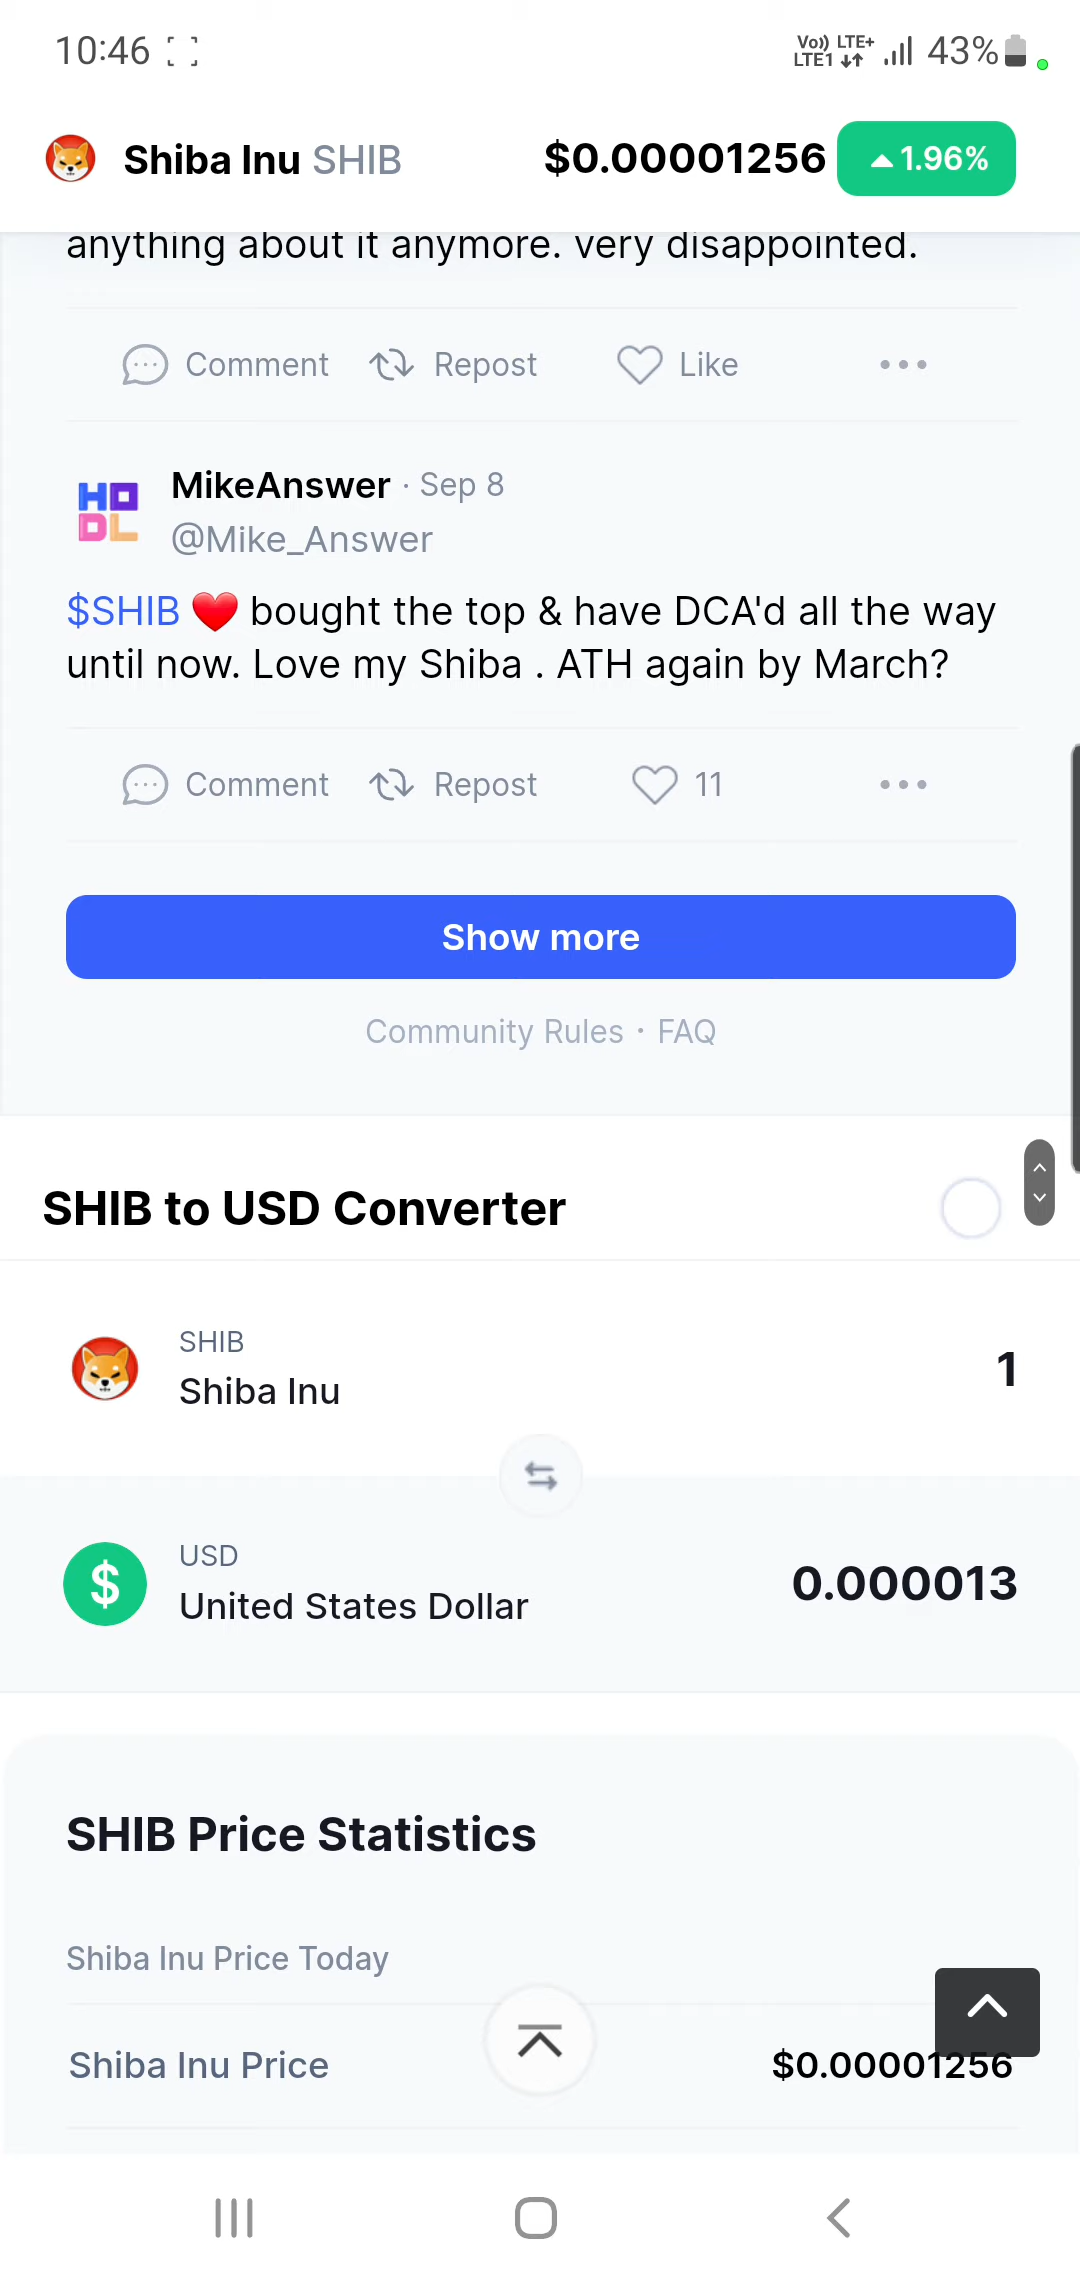 10:46
Vo)) LTE+
LTE1
43%
Shiba Inu SHIB
$0.00001256
1.96%
anything about it anymore. very disappointed.
Comment
Repost
Like
HODL
MikeAnswer · Sep 8
@Mike_Answer
$SHIB ❤️ bought the top & have DCA'd all the way
until now. Love my Shiba . ATH again by March?
Comment
Repost
11
Show more
Community Rules · FAQ
SHIB to USD Converter
SHIB
Shiba Inu
1
$
USD
United States Dollar
0.000013
SHIB Price Statistics
Shiba Inu Price Today
Shiba Inu Price
$0.00001256